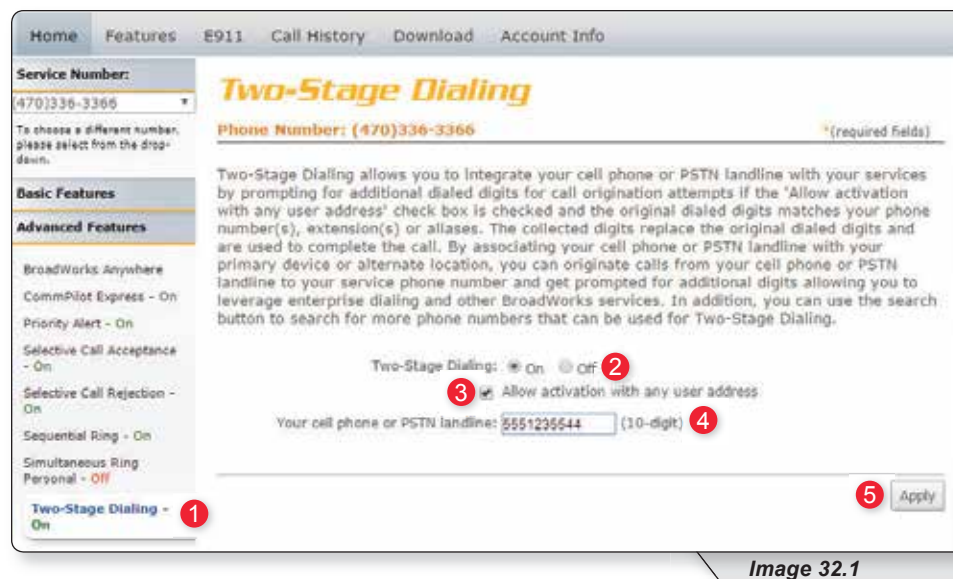 Home Features E911 Call History Download Account Info
Service Number:
(470)336-3366
To choose a different number,
please select from the drop-
down.
Basic Features
Advanced Features
BroadWorks Anywhere
CommPilot Express - On
Priority Alert - On
Selective Call Acceptance
- On
Selective Call Rejection -
On
Sequential Ring - On
Simultaneous Ring
Personal - Off
Two-Stage Dialing -
On
1
Two-Stage Dialing
Phone Number: (470)336-3366
*(required fields)
Two-Stage Dialing allows you to integrate your cell phone or PSTN landline with your services
by prompting for additional dialed digits for call origination attempts if the 'Allow activation
with any user address' check box is checked and the original dialed digits matches your phone
number(s), extension(s) or aliases. The collected digits replace the original dialed digits and
are used to complete the call. By associating your cell phone or PSTN landline with your
primary device or alternate location, you can originate calls from your cell phone or PSTN
landline to your service phone number and get prompted for additional digits allowing you to
leverage enterprise dialing and other BroadWorks services. In addition, you can use the search
button to search for more phone numbers that can be used for Two-Stage Dialing.
Two-Stage Dialing: On Off 2
3 Allow activation with any user address
Your cell phone or PSTN landline: 5551235544 (10-digit) 4
5 Apply
Image 32.1